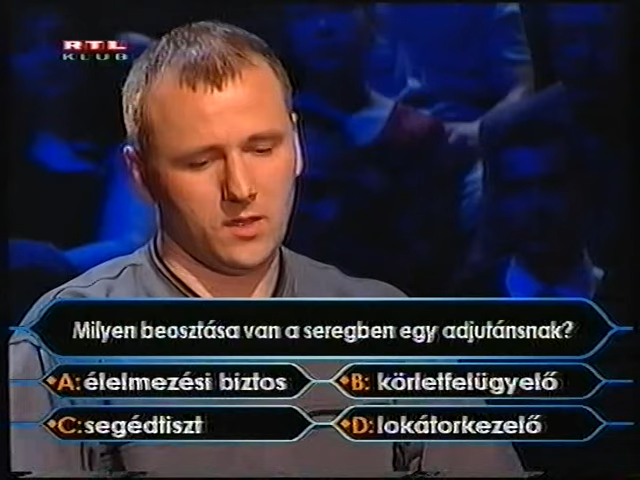 RTL
KLUB
Milyen beosztása van a seregben egy adjutánsnak?
A: élelmezési biztos
B: körletfelügyelő
C: segédtiszt
D: lokátorkezelő